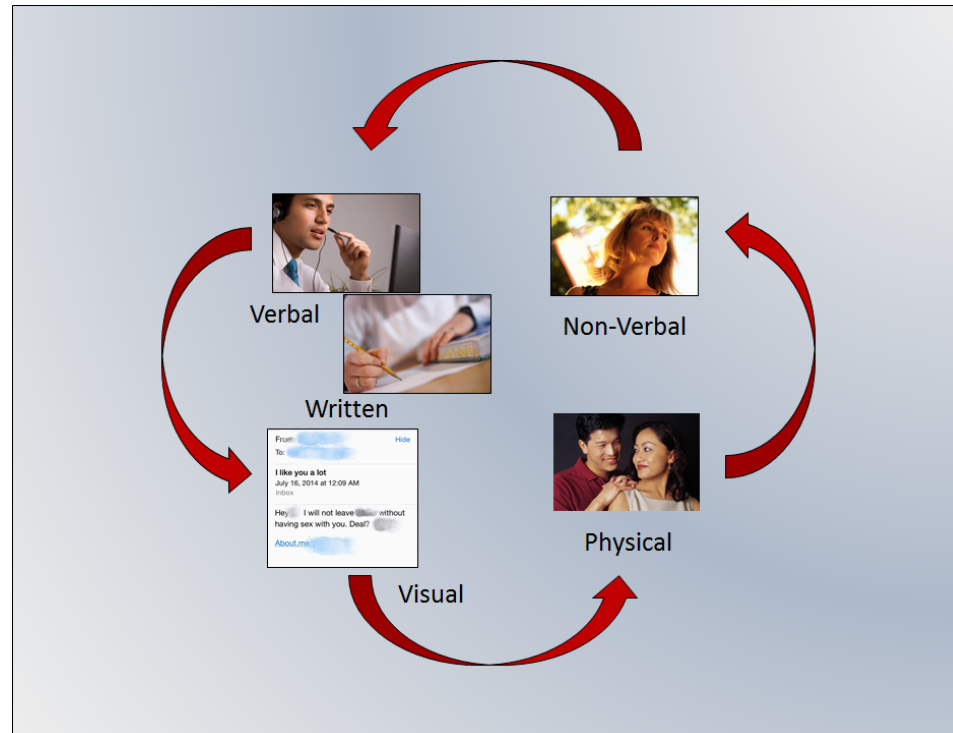 Verbal
Non-Verbal
Written
From:
Hide
To:
I like you a lot
July 16, 2014 at 12:09 AM
Inbox
Hey I will not leave without
having sex with you. Deal?
About.me
Physical
Visual